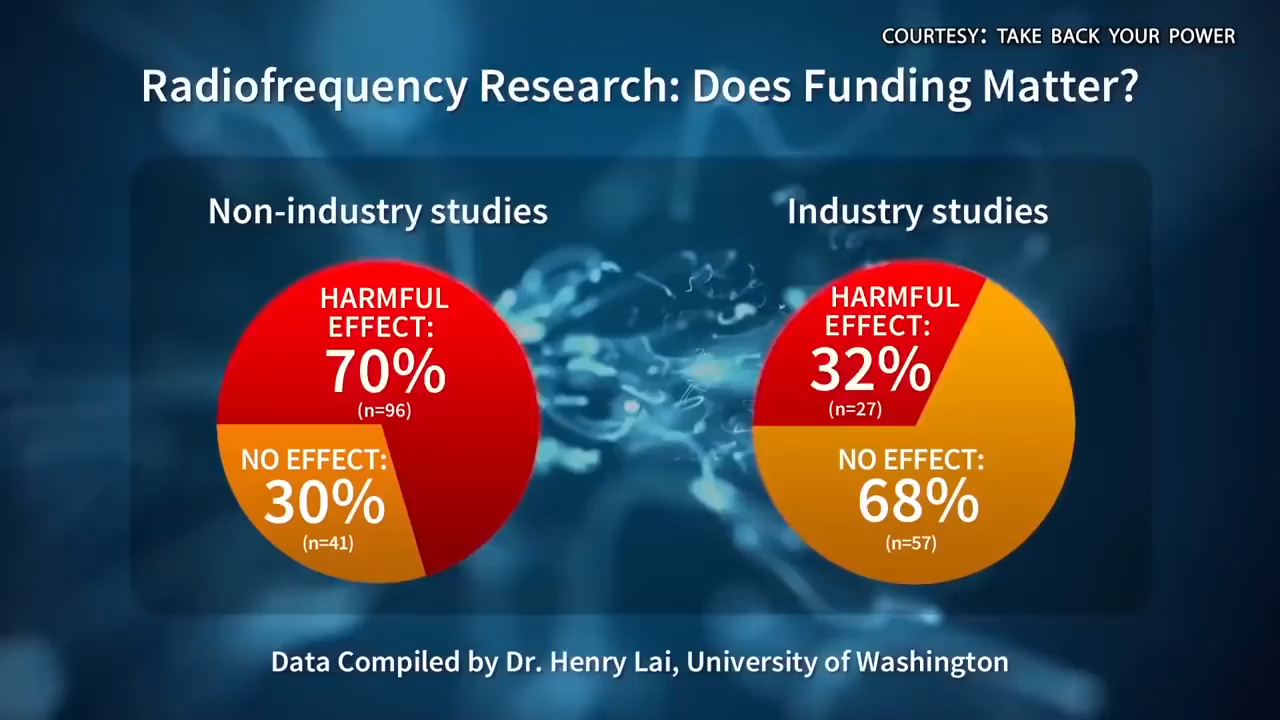 COURTESY: TAKE BACK YOUR POWER
Radiofrequency Research: Does Funding Matter?
Non-industry studies
HARMFUL
EFFECT:
70%
(n=96)
NO EFFECT:
30%
(n=41)
Industry studies
HARMFUL
EFFECT:
32%
(n=27)
NO EFFECT:
68%
(n=57)
Data Compiled by Dr. Henry Lai, University of Washington